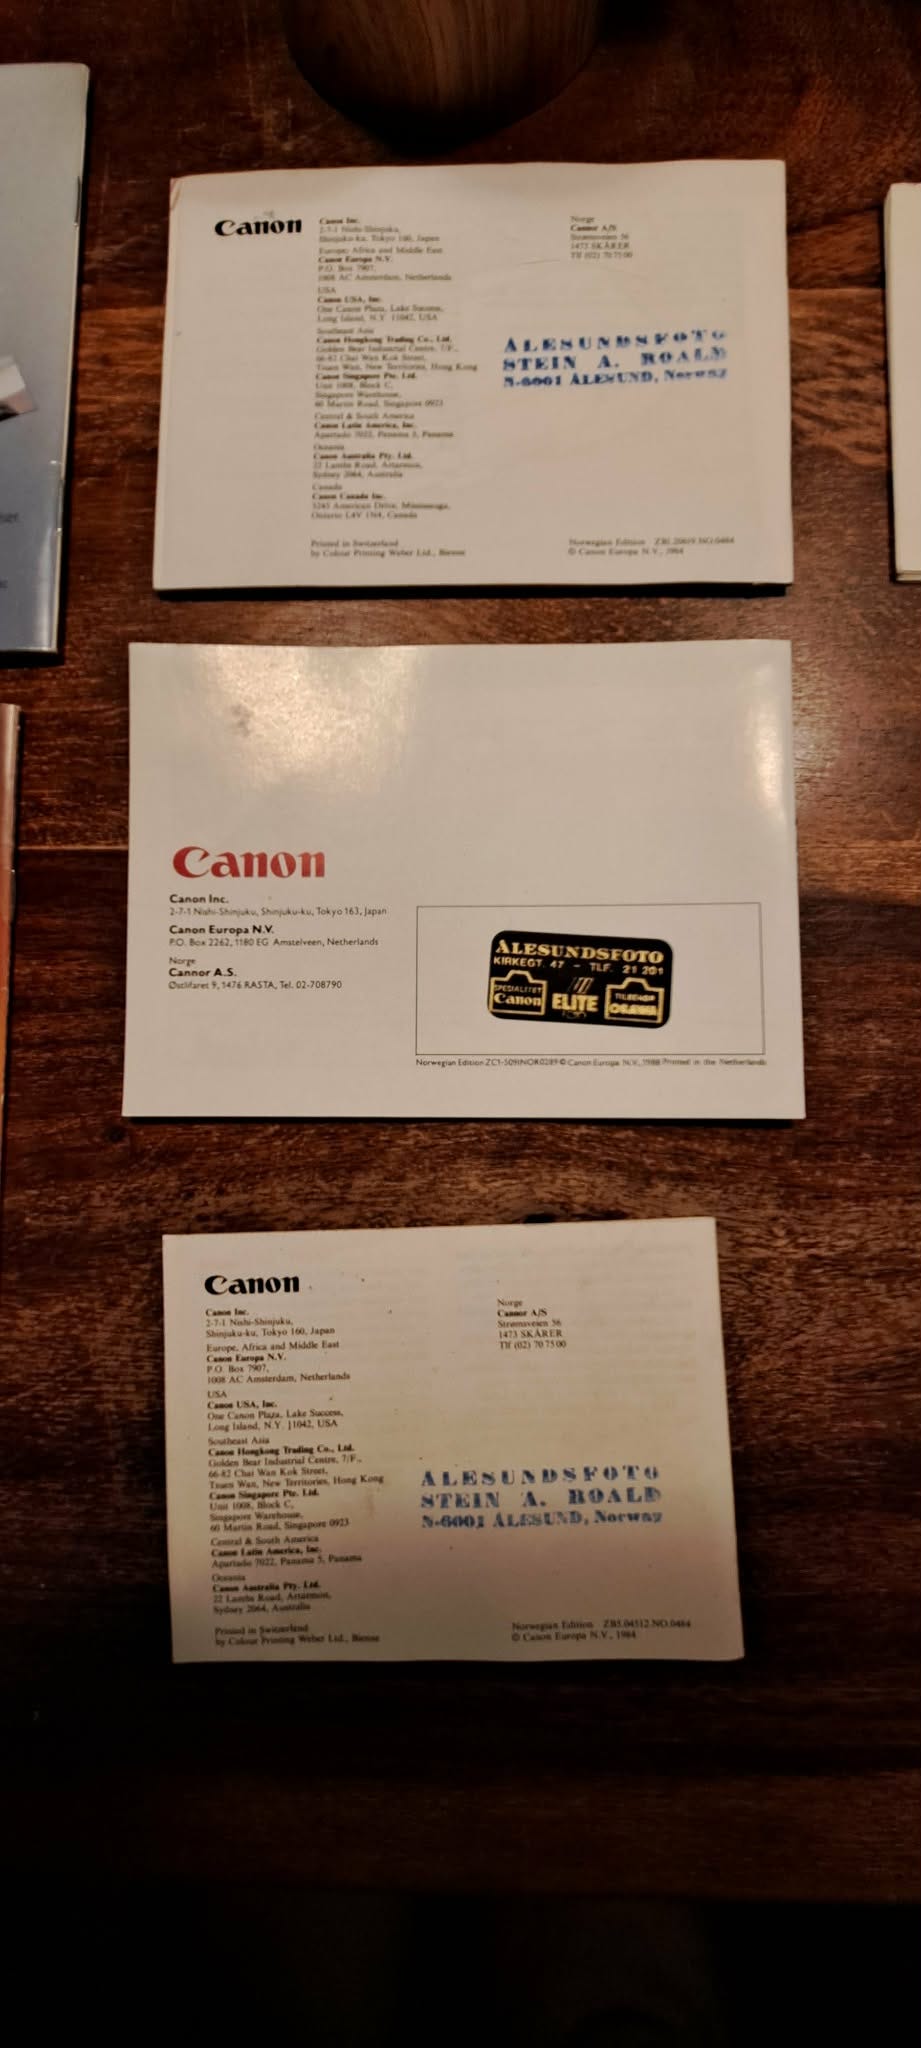 Canon
Canon Inc.
2-7-1 Nishi-Shinjuku,
Shinjuku-ku, Tokyo 160, Japan
Europe, Africa and Middle East
Canon Europa N.V.
P.O. Box 7907,
1008 AC Amsterdam, Netherlands
USA
Canon USA, Inc.
One Canon Plaza, Lake Success,
Long Island, N.Y. 11042, USA
Southeast Asia
Canon Hongkong Trading Co., Ltd.
Golden Bear Industrial Centre, 7/F.,
66-82 Chai Wan Kok Street,
Tsuen Wan, New Territories, Hong Kong
Canon Singapore Pte. Ltd.
Unit 1008, Block C,
Singapore Warehouse,
60 Martin Road, Singapore 0923
Central & South America
Canon Latin America, Inc.
Apartado 7022, Panama 5, Panama
Oceania
Canon Australia Pty. Ltd.
22 Lambs Road, Artarmon,
Sydney 2064, Australia
Canada
Canon Canada Inc.
American Drive, Mississauga,
Ontario L4V Canada
Printed in Switzerland
by Colour Printing Weber Ltd., Bienne
Norge
Cannor A/S
Strømsveien 56
1473 SKÅRER
Tlf (02) 70 75 00
ALESUNDSFOTO
STEIN A. ROALD
N-6001 ÅLESUND, Norway
Norwegian Edition
© Canon Europa N.V., 1984
Canon
Canon Inc.
2-7-1 Nishi-Shinjuku, Shinjuku-ku, Tokyo 163, Japan
Canon Europa N.V.
P.O. Box 2262, 1180 EG Amstelveen, Netherlands
Norge
Cannor A.S.
Østlifaret 9, 1476 RASTA, Tel. 02-708790
ALESUNDSFOTO
KIRKEGT. 47 - TLF. 21 201
SPESIALITET
Canon
ELITE
FOTO
TILBEHØR
OSAWA
Norwegian Edition ZC1-509INOR0289 © Canon Europa N.V., 1988 Printed in the Netherlands
Canon
Canon Inc.
2-7-1 Nishi-Shinjuku,
Shinjuku-ku, Tokyo 160, Japan
Europe, Africa and Middle East
Canon Europa N.V.
P.O. Box 7907,
1008 AC Amsterdam, Netherlands
USA
Canon USA, Inc.
One Canon Plaza, Lake Success,
Long Island, N.Y. 11042, USA
Southeast Asia
Canon Hongkong Trading Co., Ltd.
Golden Bear Industrial Centre, 7/F.,
66-82 Chai Wan Kok Street,
Tsuen Wan, New Territories, Hong Kong
Canon Singapore Pte. Ltd.
Unit 1008, Block C,
Singapore Warehouse,
60 Martin Road, Singapore 0923
Central & South America
Canon Latin America, Inc.
Apartado 7022, Panama 5, Panama
Oceania
Canon Australia Pty. Ltd.
22 Lambs Road, Artarmon,
Sydney 2064, Australia
Printed in Switzerland
by Colour Printing Weber Ltd., Bienne
Norge
Cannor A/S
Strømsveien 56
1473 SKÅRER
Tlf (02) 70 75 00
ALESUNDSFOTO
STEIN A. ROALD
N-6001 ÅLESUND, Norway
Norwegian Edition ZB5.04512.NO.0484
© Canon Europa N.V., 1984